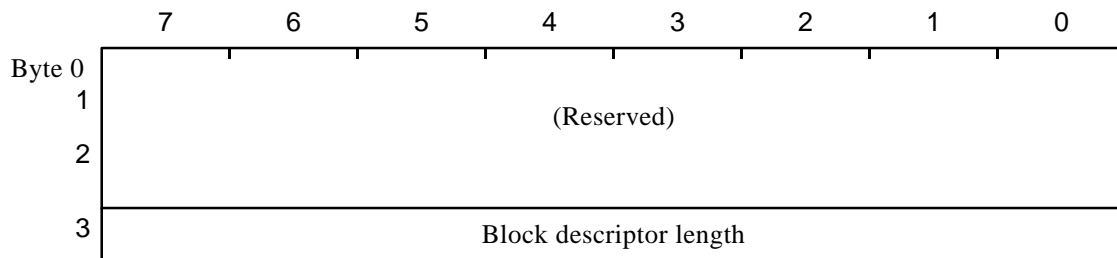 7 6 5 4 3 2 1 0
Byte 0
1
(Reserved)
2
3 Block descriptor length